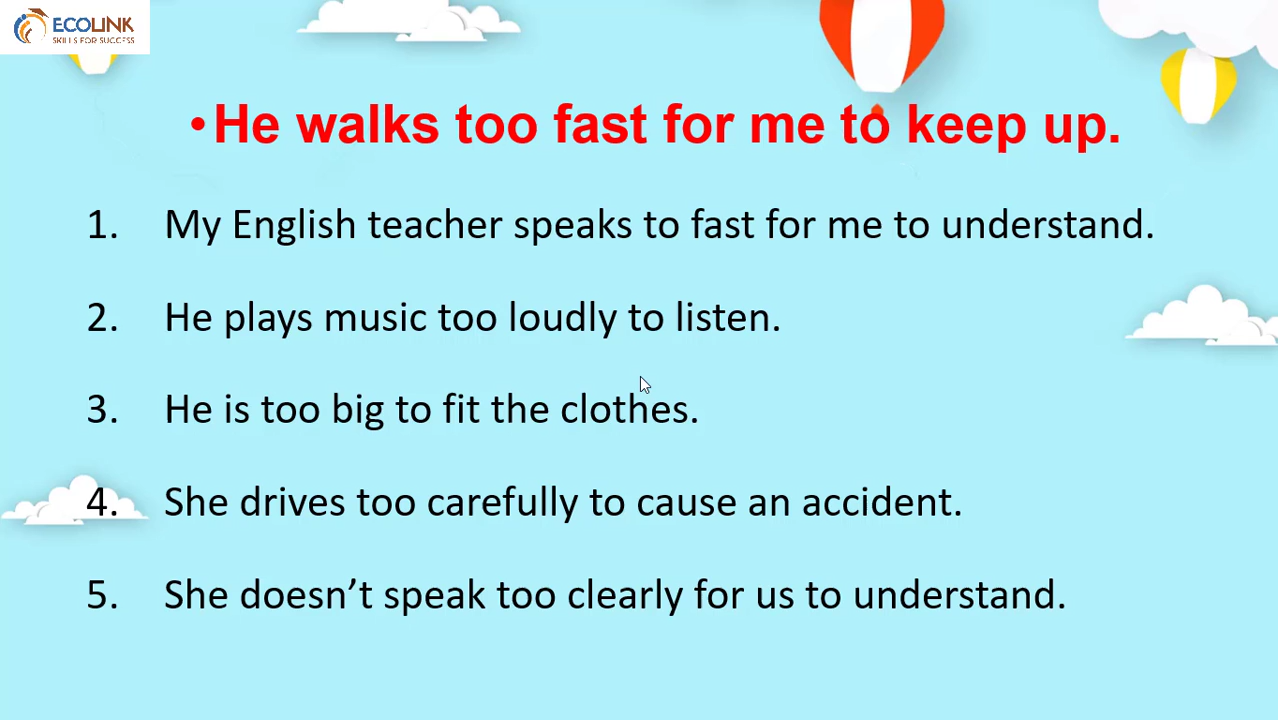 ECOLINK
SKILLS FOR SUCCESS
•He walks too fast for me to keep up.
1. My English teacher speaks to fast for me to understand.
2. He plays music too loudly to listen.
3. He is too big to fit the clothes.
4. She drives too carefully to cause an accident.
5. She doesn’t speak too clearly for us to understand.